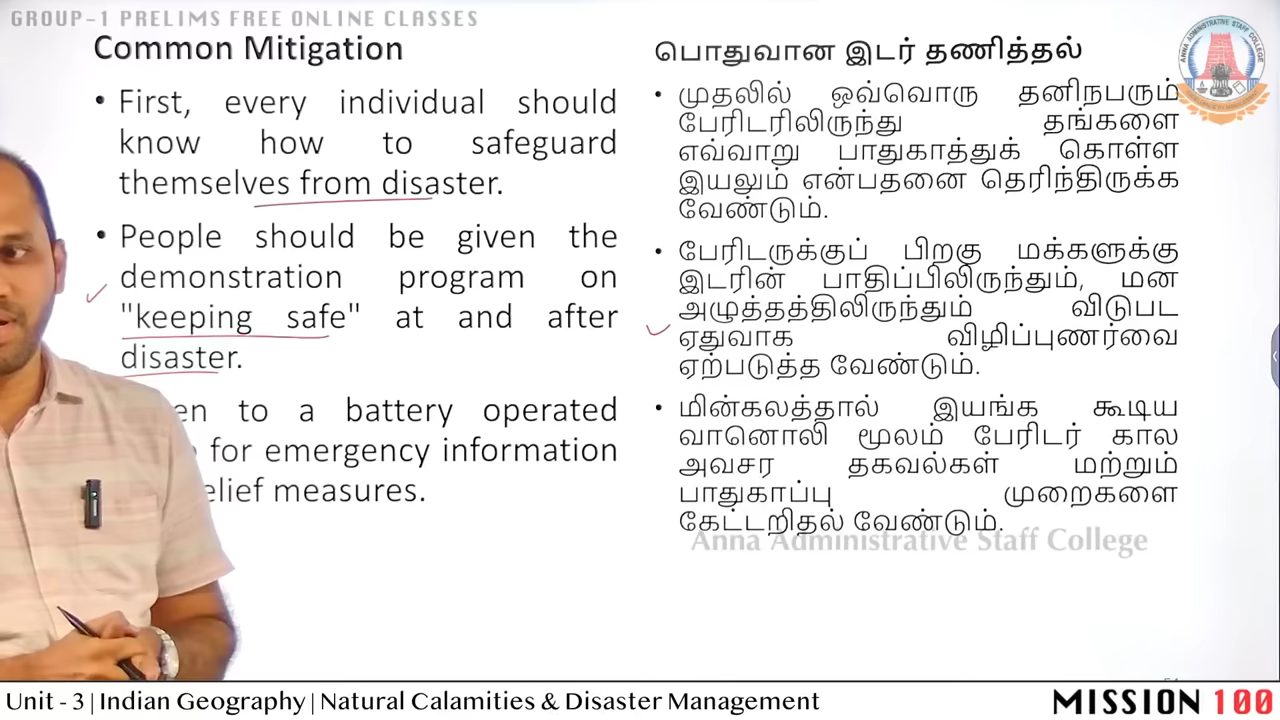 GROUP-1 PRELIMS FREE ONLINE CLASSES
Common Mitigation
• First, every individual should
know how to safeguard
themselves from disaster.
• People should be given the
demonstration program on
"keeping safe" at and after
disaster.
to a battery operated
for emergency information
measures.
பொதுவான இடர் தணித்தல்
• முதலில் ஒவ்வொரு தனிநபரும்
பேரிடரிலிருந்து தங்களை
எவ்வாறு பாதுகாத்துக் கொள்ள
இயலும் என்பதனை தெரிந்திருக்க
வேண்டும்.
• பேரிடருக்குப் பிறகு மக்களுக்கு
இடரின் பாதிப்பிலிருந்தும், மன
அழுத்தத்திலிருந்தும் விடுபட
ஏதுவாக விழிப்புணர்வை
ஏற்படுத்த வேண்டும்.
• மின்கலத்தால் இயங்க கூடிய
வானொலி மூலம் பேரிடர் கால
அவசர தகவல்கள் மற்றும்
பாதுகாப்பு முறைகளை
கேட்டறிதல் வேண்டும்.
Anna Administrative Staff College
ANNA ADMINISTRATIVE STAFF COLLEGE
Unit - 3 | Indian Geography | Natural Calamities & Disaster Management
MISSION 100